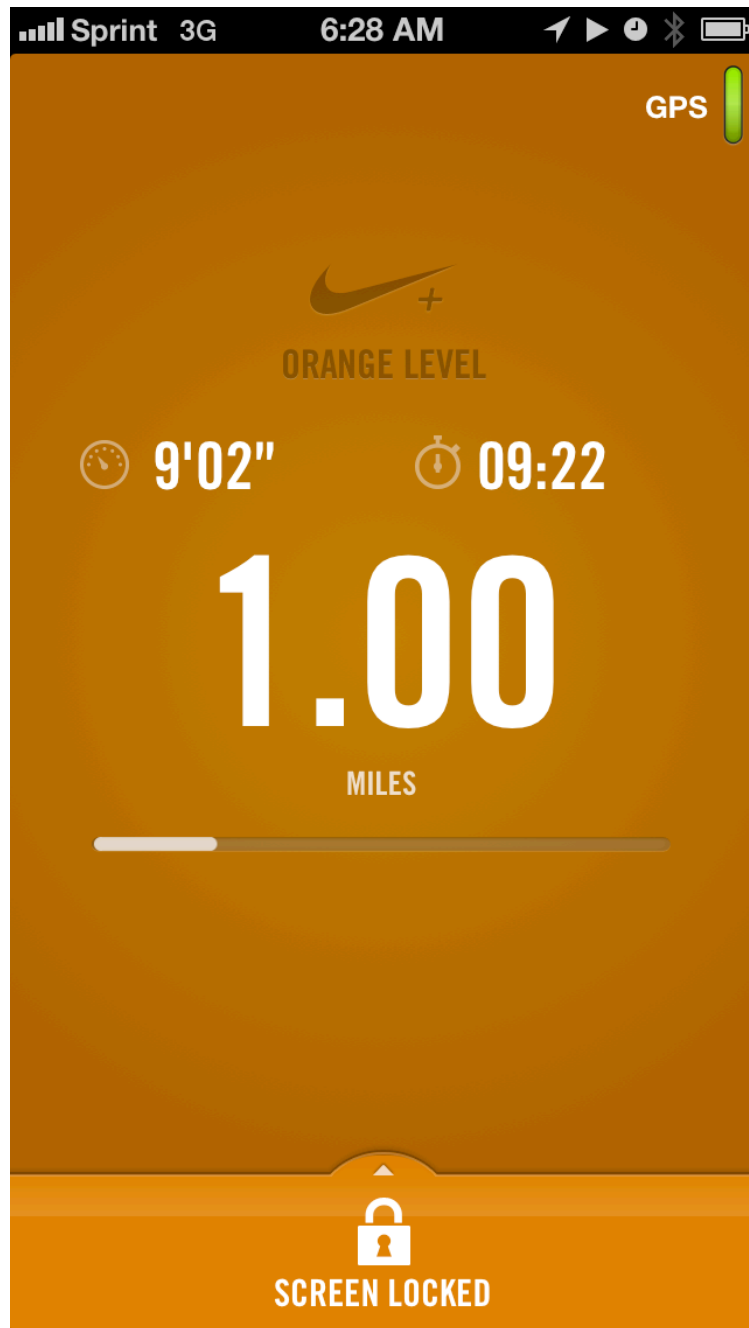 Sprint 3G 6:28 AM
GPS
+
ORANGE LEVEL
9'02" 09:22
1.00
MILES
SCREEN LOCKED